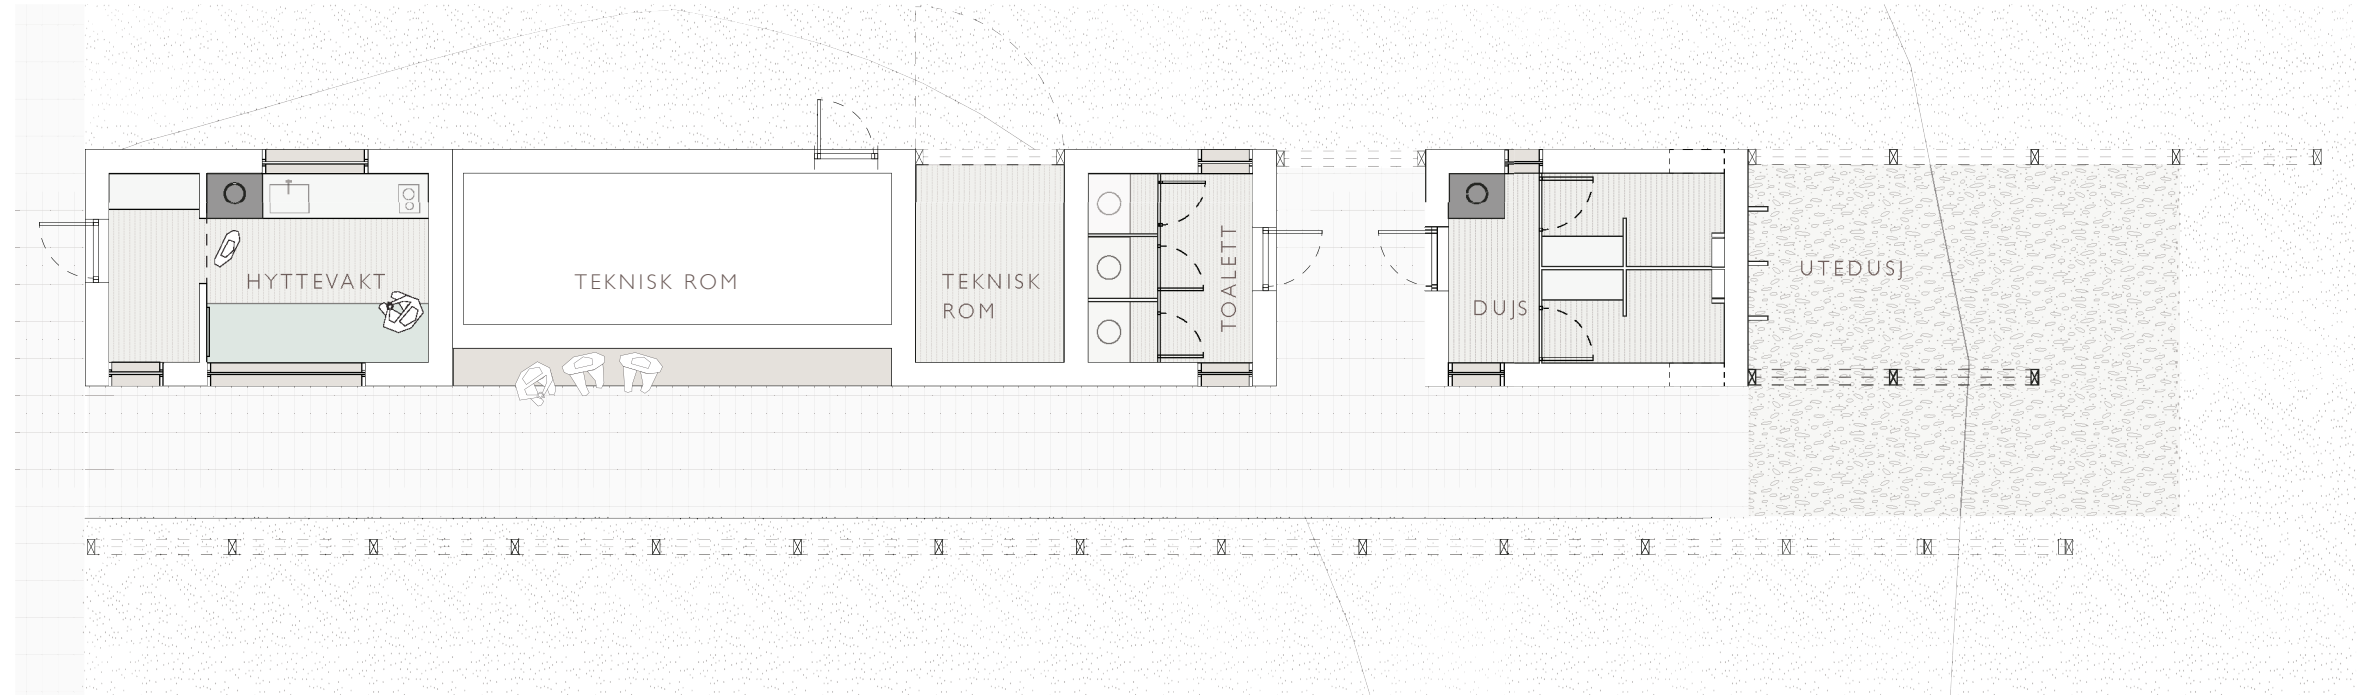 HYTTEVAKT
TEKNISK ROM
TEKNISK
ROM
TOALETT
DUJS
UTEDUSJ